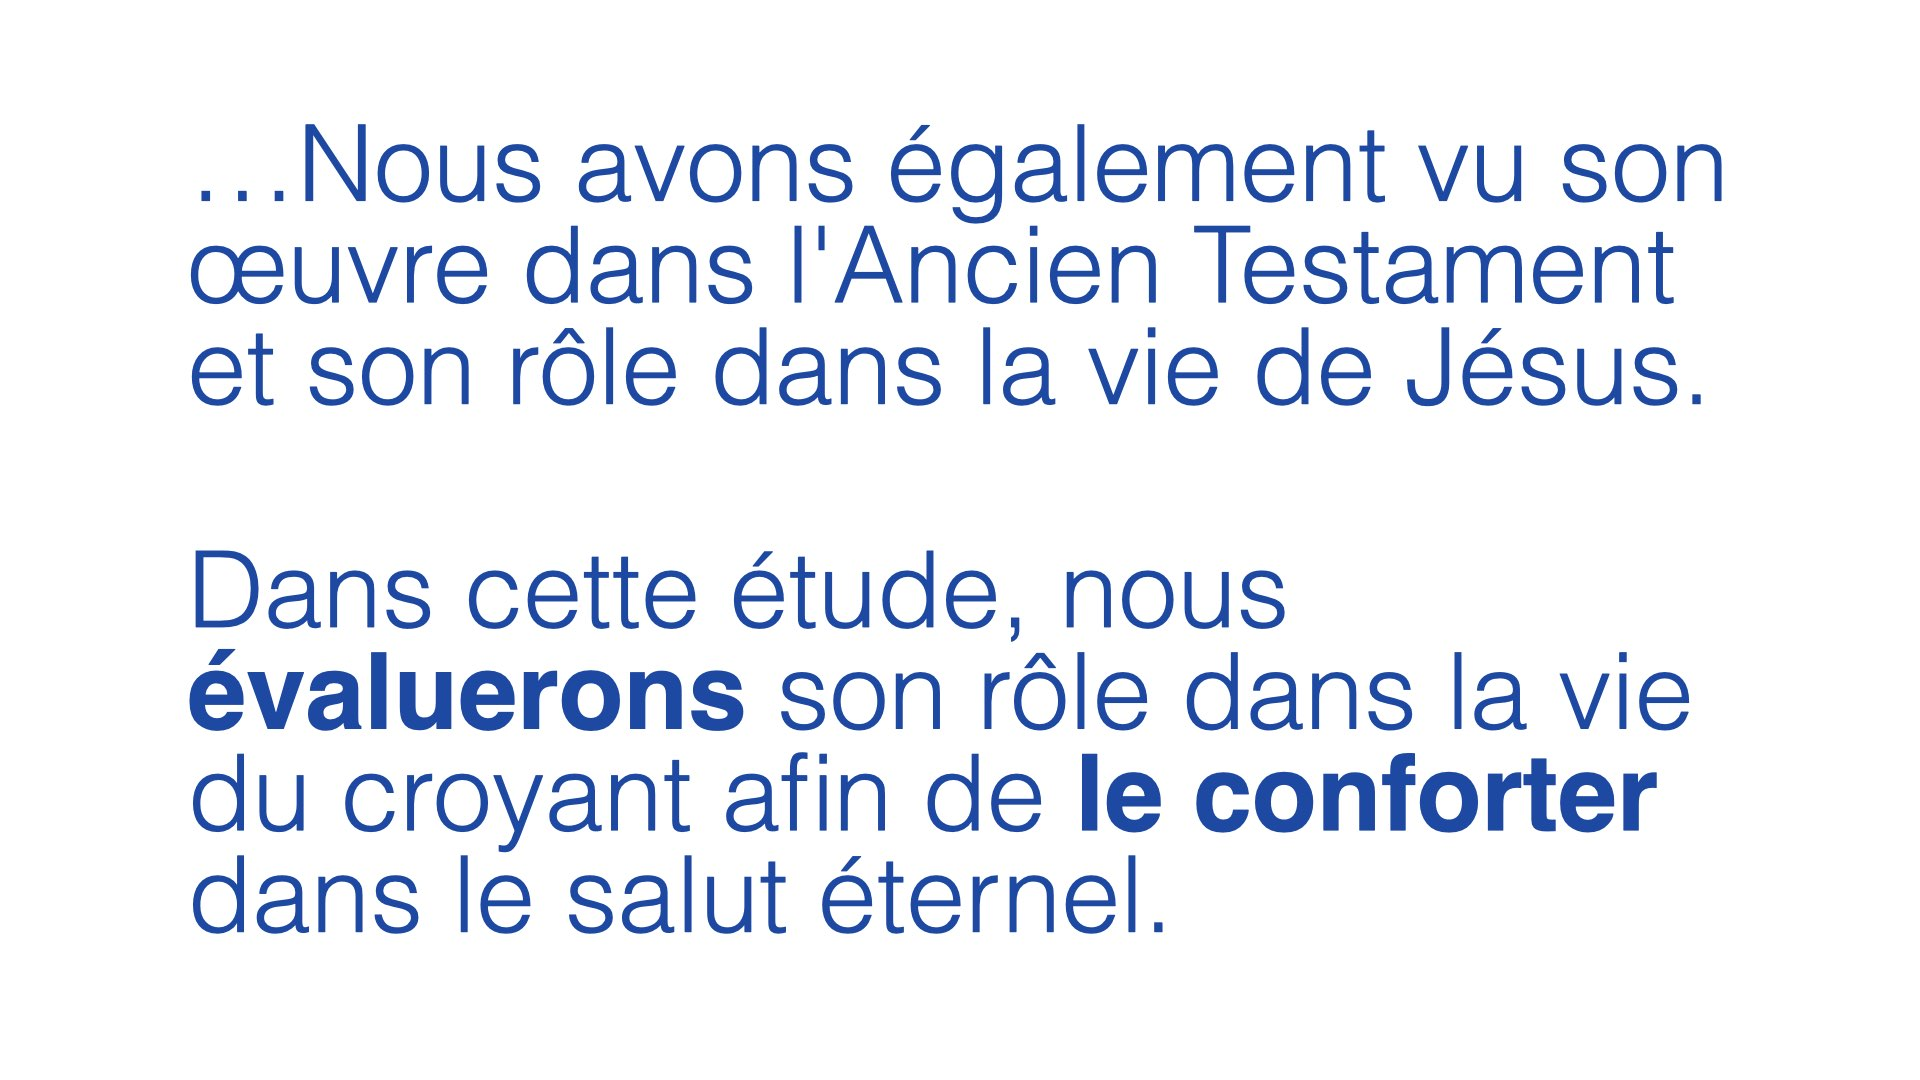 …Nous avons également vu son
œuvre dans l'Ancien Testament
et son rôle dans la vie de Jésus.
Dans cette étude, nous
évaluerons son rôle dans la vie
du croyant afin de le conforter
dans le salut éternel.